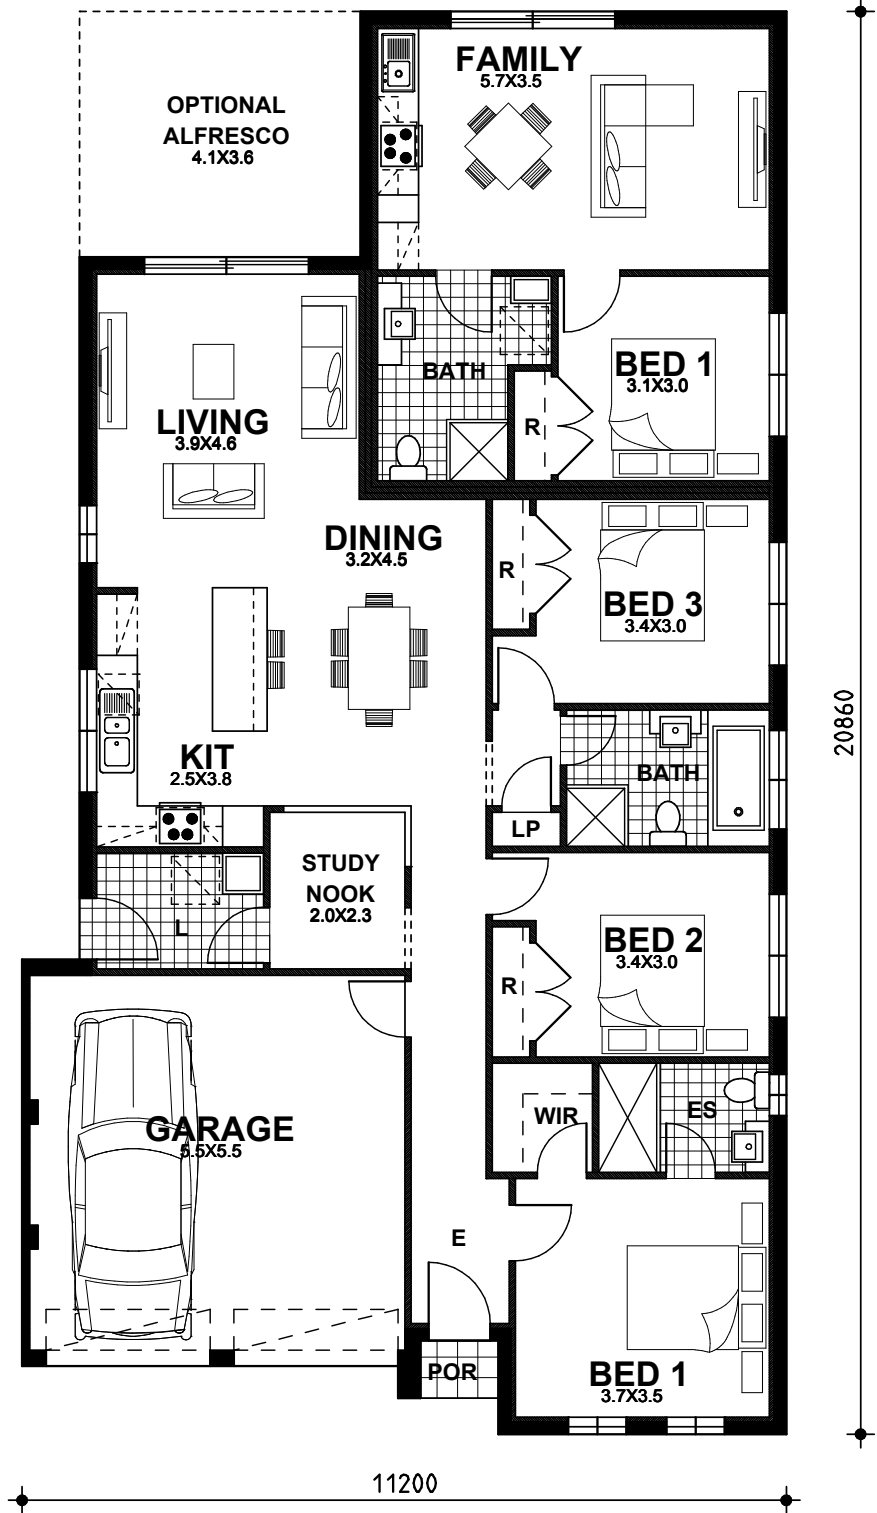 FAMILY
5.7X3.5
OPTIONAL
ALFRESCO
4.1X3.6
BATH
BED 1
3.1X3.0
R
LIVING
3.9X4.6
DINING
3.2X4.5
R
BED 3
3.4X3.0
20860
KIT
2.5X3.8
BATH
LP
STUDY
NOOK
2.0X2.3
L
BED 2
3.4X3.0
R
WIR
ES
GARAGE
5.5X5.5
E
POR
BED 1
3.7X3.5
11200